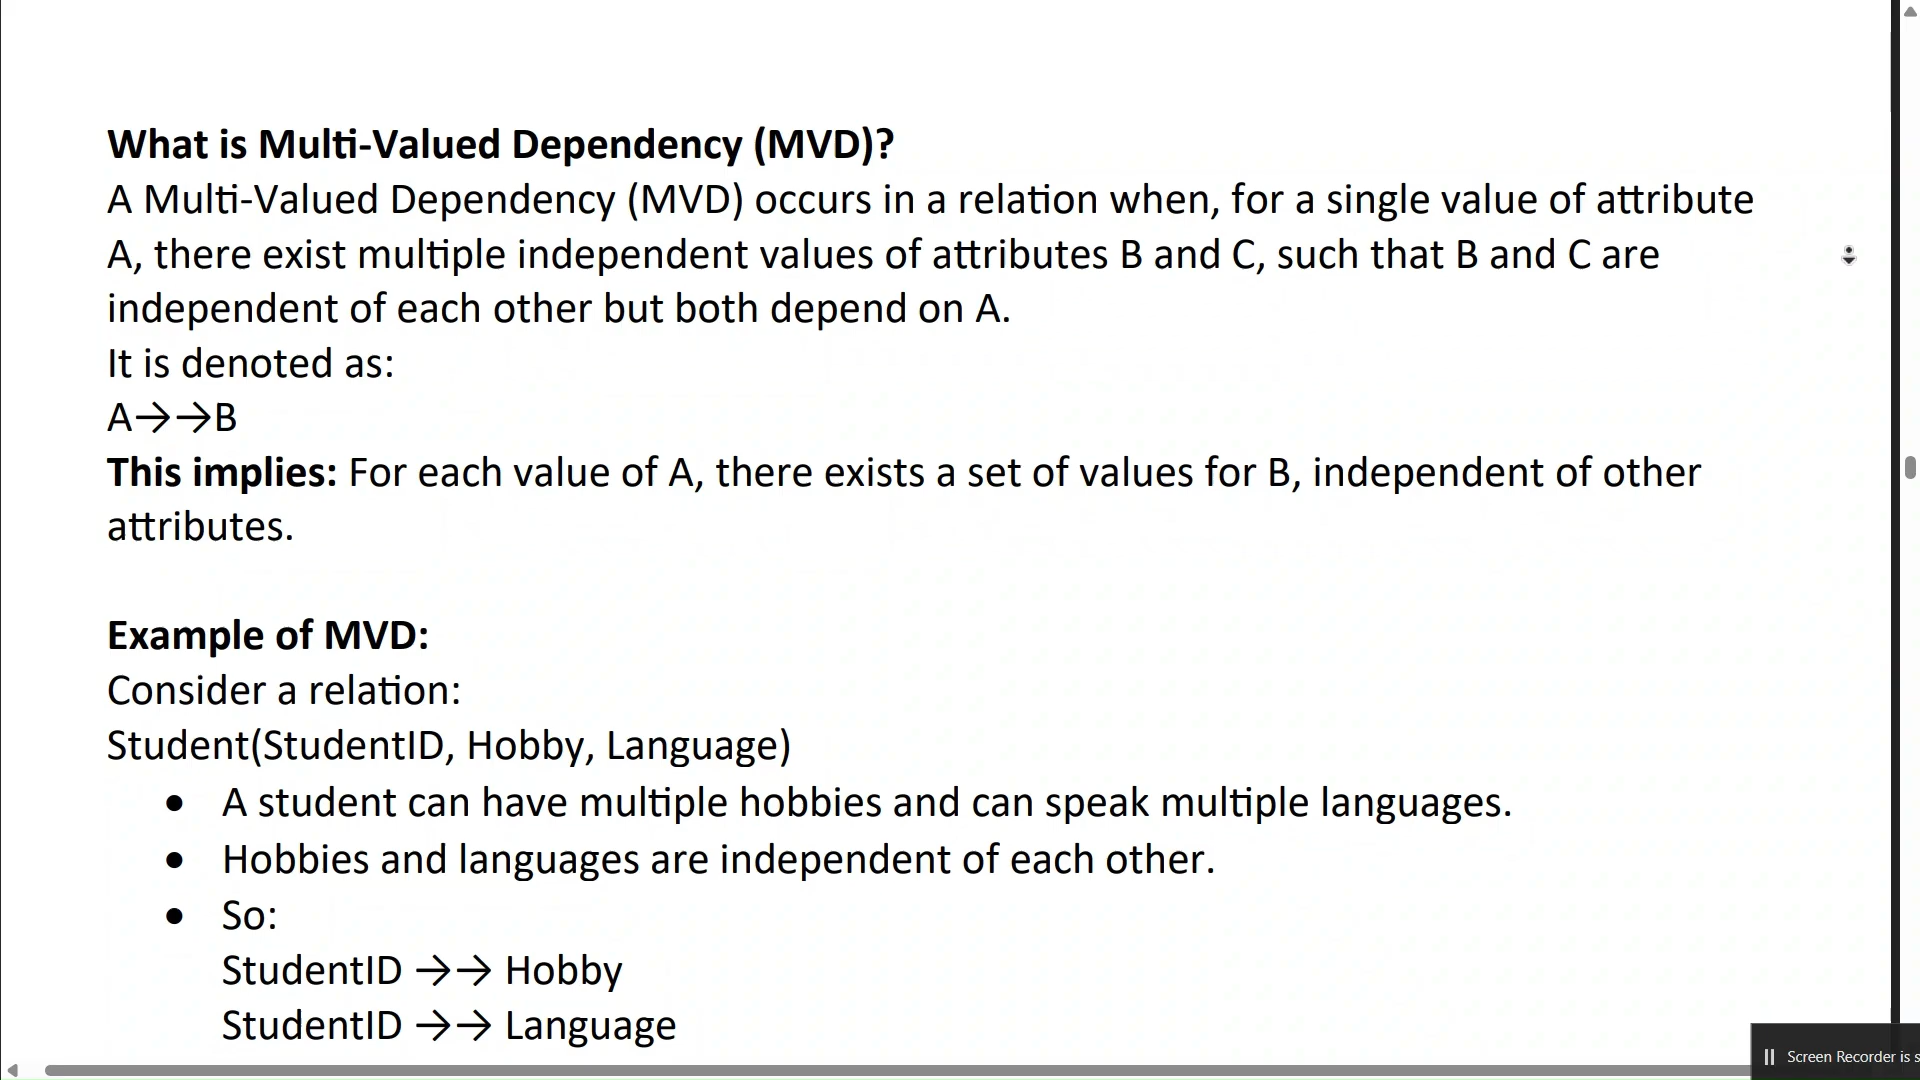 What is Multi-Valued Dependency (MVD)?
A Multi-Valued Dependency (MVD) occurs in a relation when, for a single value of attribute
A, there exist multiple independent values of attributes B and C, such that B and C are
independent of each other but both depend on A.
It is denoted as:
A→→B
This implies: For each value of A, there exists a set of values for B, independent of other
attributes.
Example of MVD:
Consider a relation:
Student(StudentID, Hobby, Language)
● A student can have multiple hobbies and can speak multiple languages.
● Hobbies and languages are independent of each other.
● So:
StudentID →→ Hobby
StudentID →→ Language
Screen Recorder is